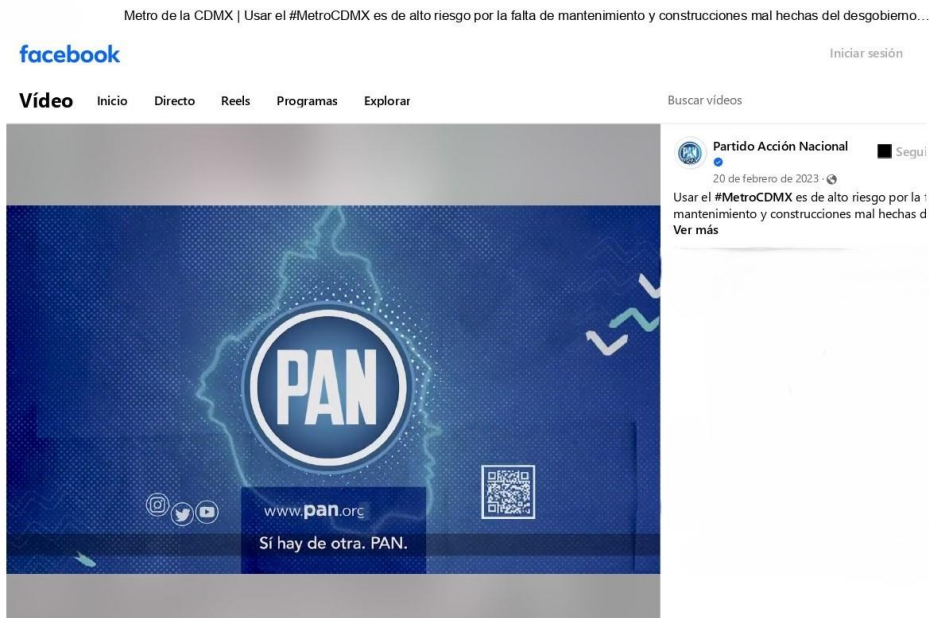 Metro de la CDMX | Usar el #MetroCDMX es de alto riesgo por la falta de mantenimiento y construcciones mal hechas del desgobierno…
facebook
Iniciar sesión
Vídeo Inicio Directo Reels Programas Explorar
Buscar vídeos
PAN
www.pan.org
Sí hay de otra. PAN.
PAN
Partido Acción Nacional
Segui
20 de febrero de 2023 ·
Usar el #MetroCDMX es de alto riesgo por la f
mantenimiento y construcciones mal hechas d
Ver más